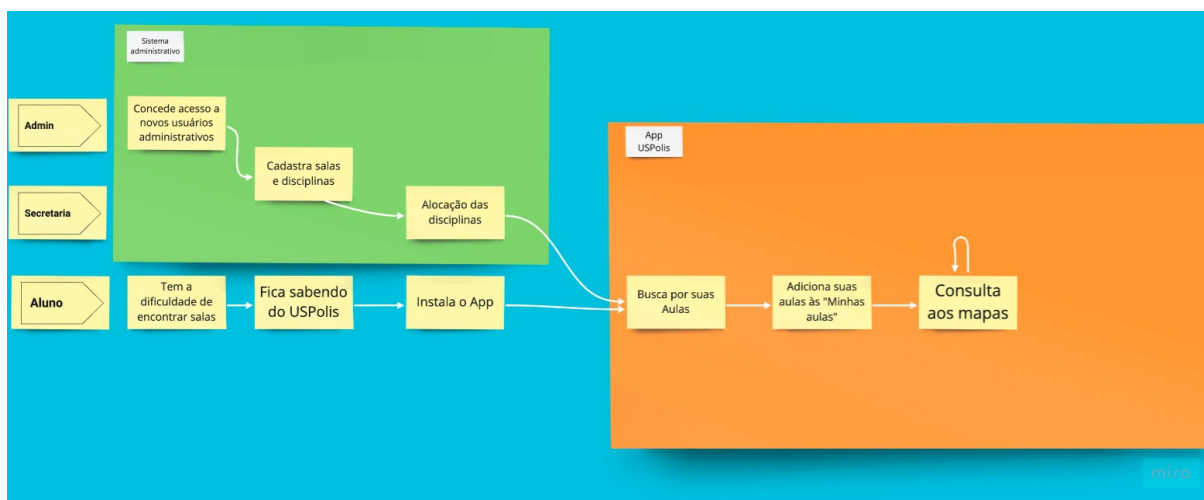 Sistema
administrativo
Admin
Concede acesso a
novos usuários
administrativos
App
USPolis
Cadastra salas
e disciplinas
Secretaria
Alocação das
disciplinas
Aluno
Tem a
dificuldade de
encontrar salas
Fica sabendo
do USPolis
Instala o App
Busca por suas
Aulas
Adiciona suas
aulas às "Minhas
aulas"
Consulta
aos mapas
miro